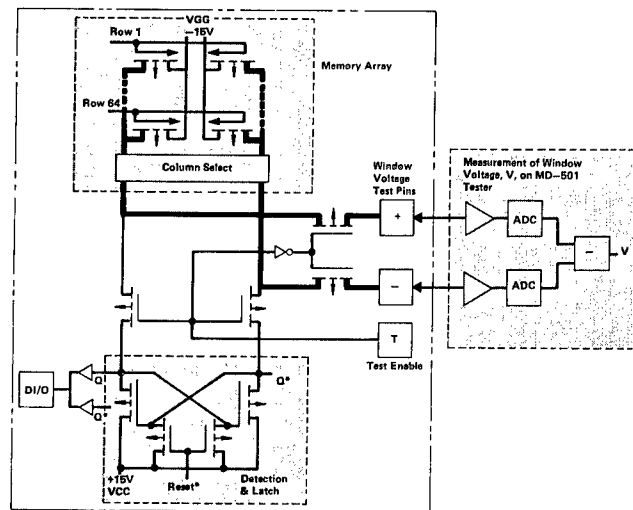 Row 1
VGG
−15V
Memory Array
Row 64
Column Select
Window
Voltage
Test Pins
Measurement of Window
Voltage, V, on MD–501
Tester
+
ADC
−
V
−
ADC
T
Test Enable
DI/O
Q
Q*
Q*
+15V
VCC
Reset*
Detection
& Latch